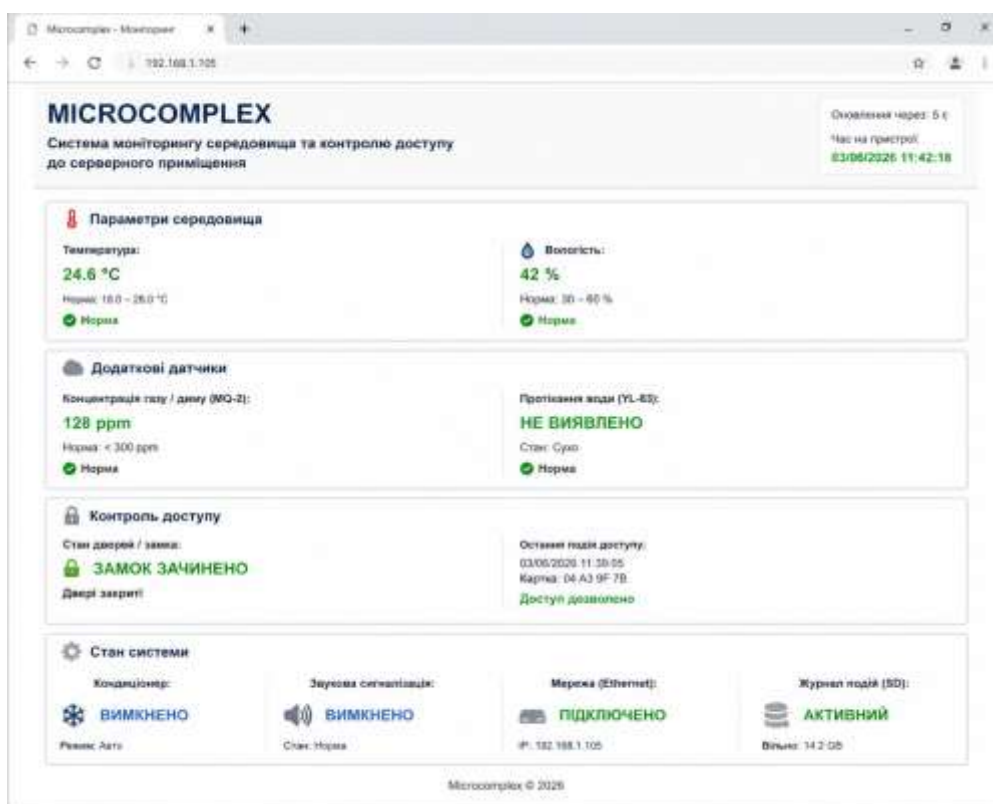 Microcomplex - Моніторинг
192.168.1.105
MICROCOMPLEX
Система моніторингу середовища та контролю доступу
до серверного приміщення
Оновлення через: 5 с
Час на пристрої:
03/06/2026 11:42:18
Параметри середовища
Температура:
24.6 °C
Норма: 18.0 – 26.0 °C
Норма
Вологість:
42 %
Норма: 30 – 60 %
Норма
Додаткові датчики
Концентрація газу / диму (MQ-2):
128 ppm
Норма: < 300 ppm
Норма
Протікання води (YL-83):
НЕ ВИЯВЛЕНО
Стан: Сухо
Норма
Контроль доступу
Стан дверей / замка:
ЗАМОК ЗАЧИНЕНО
Двері закриті
Остання подія доступу:
03/06/2026
Картка: 04 A3 9F 7B
Доступ дозволено
Стан системи
Кондиціонер:
ВИМКНЕНО
Режим: Авто
Звукова сигналізація:
ВИМКНЕНО
Стан: Норма
Мережа (Ethernet):
ПІДКЛЮЧЕНО
IP: 192.168.1.105
Журнал подій (SD):
АКТИВНИЙ
Вільно: 14.2 GB
Microcomplex © 2026